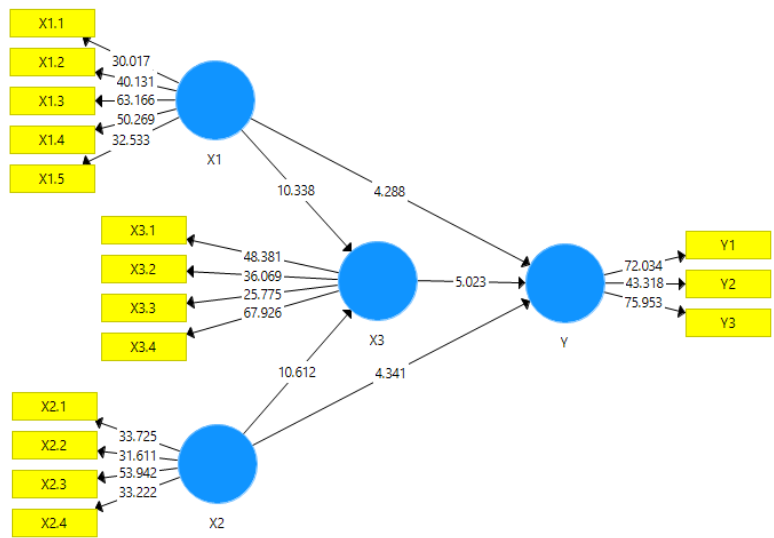 X1.1
30.017
X1.2
40.131
X1.3
63.166
X1.4
50.269
X1.5
32.533
X1
10.338
4.288
X3.1
48.381
X3.2
36.069
X3.3
25.775
X3.4
67.926
X3
5.023
Y
72.034
Y1
43.318
Y2
75.953
Y3
10.612
4.341
X2.1
33.725
X2.2
31.611
X2.3
53.942
X2.4
33.222
X2